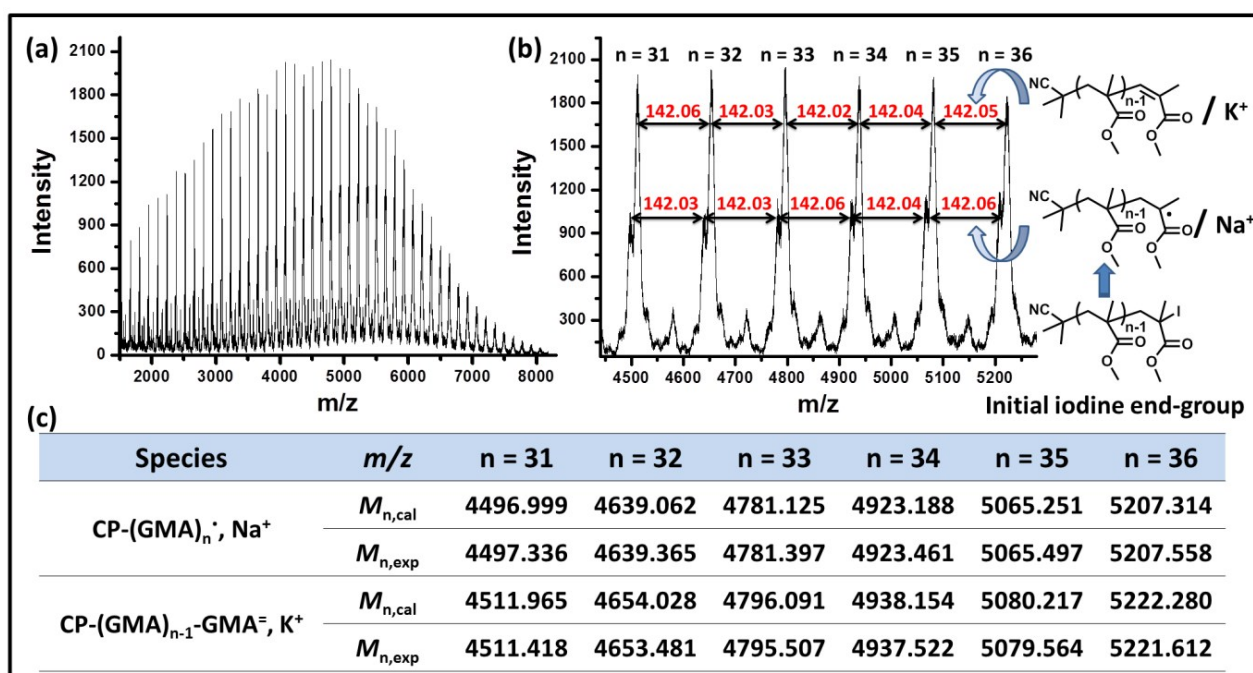 (a)
2100
1800
1500
1200
900
600
300
0
Intensity
2000 3000 4000 5000 6000 7000 8000
m/z
(b)
n = 31 n = 32 n = 33 n = 34 n = 35 n = 36
2100
1800
1500
1200
900
600
300
Intensity
142.06 142.03 142.02 142.04 142.05
142.03 142.03 142.06 142.04 142.06
4500 4600 4700 4800 4900 5000 5100 5200
m/z
NC
n-1
O O
O O
/ K+
NC
n-1
O O
O O
/ Na+
NC
n-1
I
O O
O O
Initial iodine end-group
(c)
Species m/z n = 31 n = 32 n = 33 n = 34 n = 35 n = 36
CP-(GMA)n•, Na+
Mn,cal 4496.999 4639.062 4781.125 4923.188 5065.251 5207.314
Mn,exp 4497.336 4639.365 4781.397 4923.461 5065.497 5207.558
CP-(GMA)n-1-GMA=, K+
Mn,cal 4511.965 4654.028 4796.091 4938.154 5080.217 5222.280
Mn,exp 4511.418 4653.481 4795.507 4937.522 5079.564 5221.612